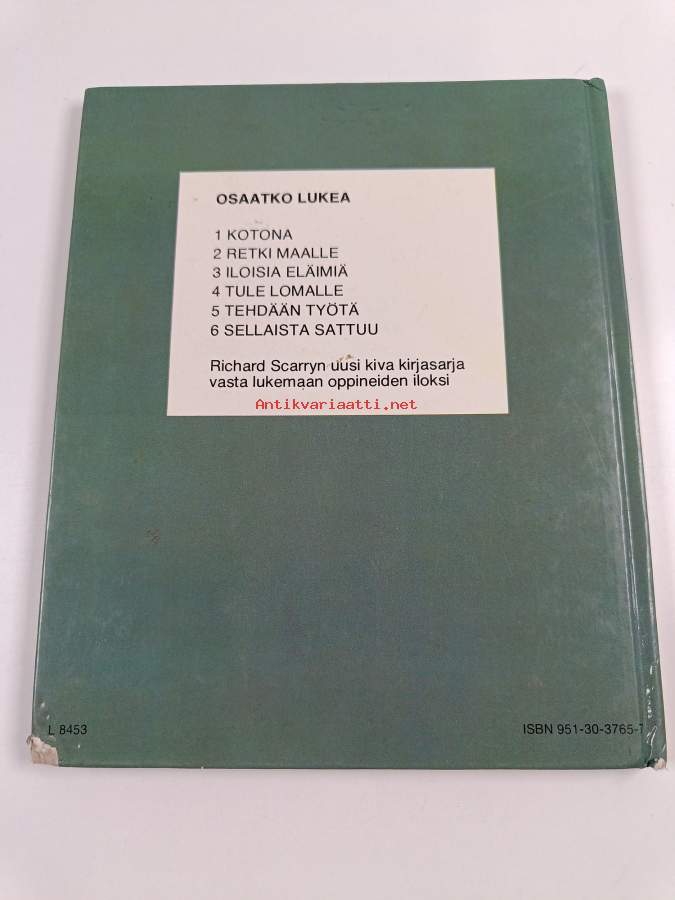 OSAATKO LUKEA
1 KOTONA
2 RETKI MAALLE
3 ILOISIA ELÄIMIÄ
4 TULE LOMALLE
5 TEHDÄÄN TYÖTÄ
6 SELLAISTA SATTUU
Richard Scarryn uusi kiva kirjasarja
vasta lukemaan oppineiden iloksi
Antikvariaatti.net
L 8453
ISBN 951-30-3765-7